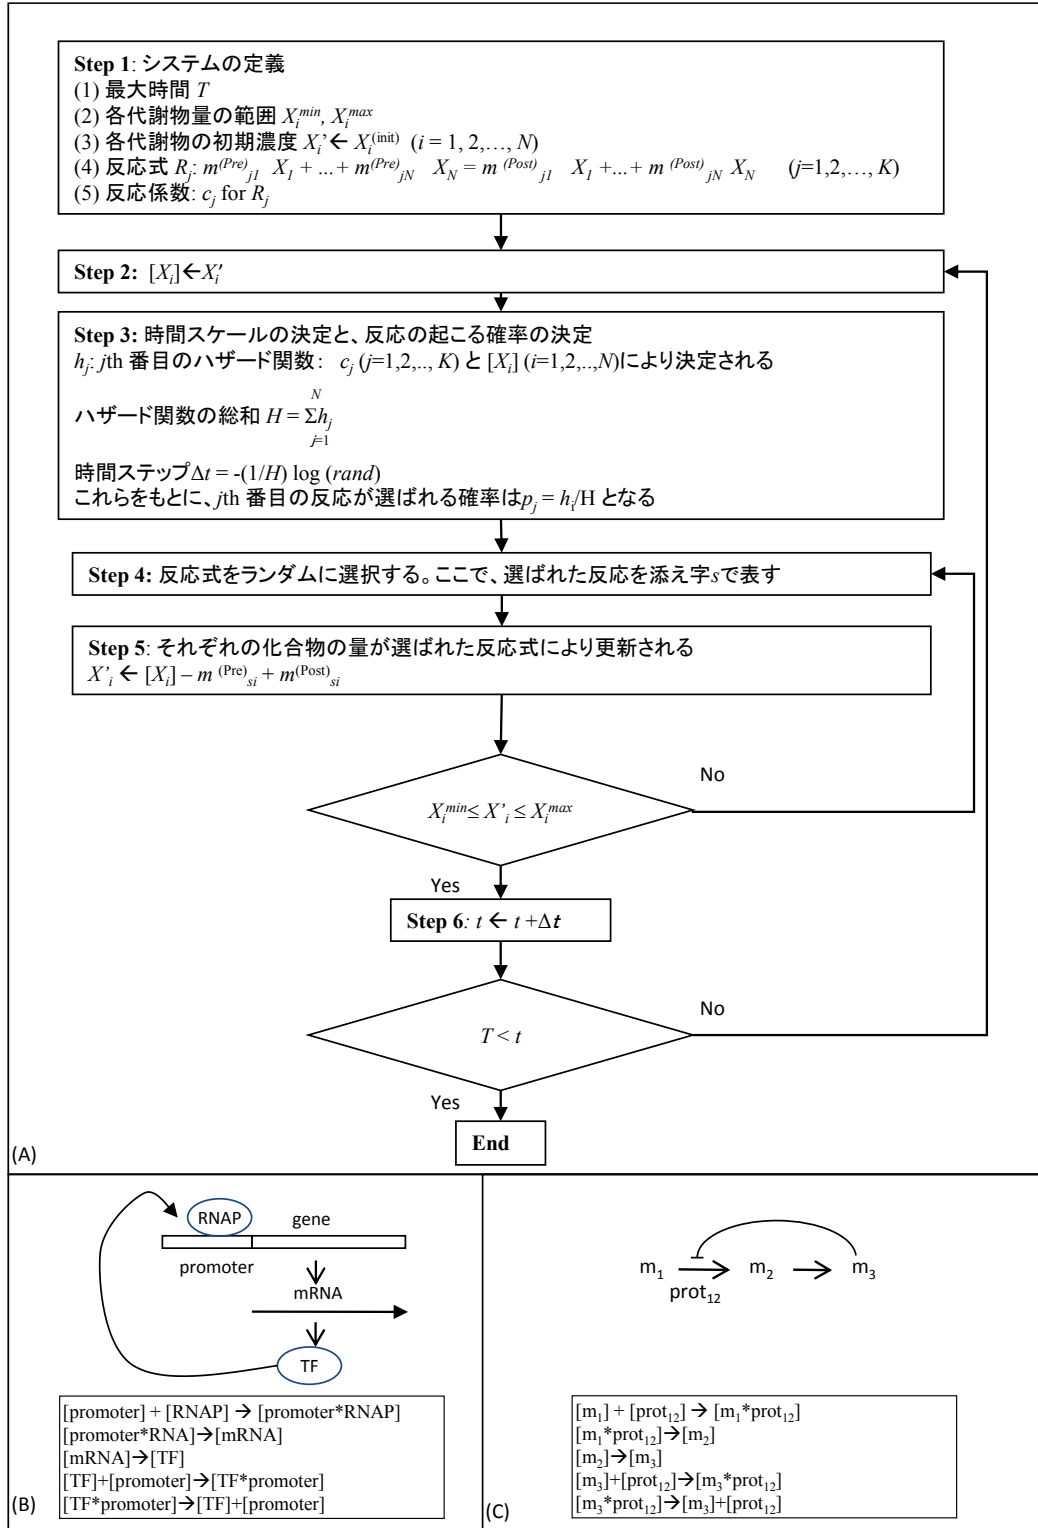 Step 1: システムの定義
(1) 最大時間 T
(2) 各代謝物量の範囲 X_i^min, X_i^max
(3) 各代謝物の初期濃度 X_i’ ← X_i^(init) (i = 1, 2,…, N)
(4) 反応式 R_j: m^(Pre)_j1 X_1 + ...+ m^(Pre)_jN X_N = m^(Post)_j1 X_1 +...+ m^(Post)_jN X_N (j=1,2,…, K)
(5) 反応係数: c_j for R_j
Step 2: [X_i]←X_i’
Step 3: 時間スケールの決定と、反応の起こる確率の決定
h_j: jth 番目のハザード関数: c_j (j=1,2,.., K) と [X_i] (i=1,2,..,N)により決定される
N
ハザード関数の総和 H = Σh_j
j=1
時間ステップΔt = -(1/H) log (rand)
これらをもとに、jth 番目の反応が選ばれる確率はp_j = h_i/H となる
Step 4: 反応式をランダムに選択する。ここで、選ばれた反応を添え字sで表す
Step 5: それぞれの化合物の量が選ばれた反応式により更新される
X’_i ← [X_i] – m^(Pre)_si + m^(Post)_si
No
X_i^min ≤ X’_i ≤ X_i^max
Yes
Step 6: t ← t +Δt
No
T < t
Yes
End
(A)
RNAP
gene
promoter
mRNA
TF
[promoter] + [RNAP] → [promoter*RNAP]
[promoter*RNA]→[mRNA]
[mRNA]→[TF]
[TF]+[promoter]→[TF*promoter]
[TF*promoter]→[TF]+[promoter]
(B)
m_1 → m_2 → m_3
prot_12
[m_1] + [prot_12] → [m_1*prot_12]
[m_1*prot_12]→[m_2]
[m_2]→[m_3]
[m_3]+[prot_12]→[m_3*prot_12]
[m_3*prot_12]→[m_3]+[prot_12]
(C)